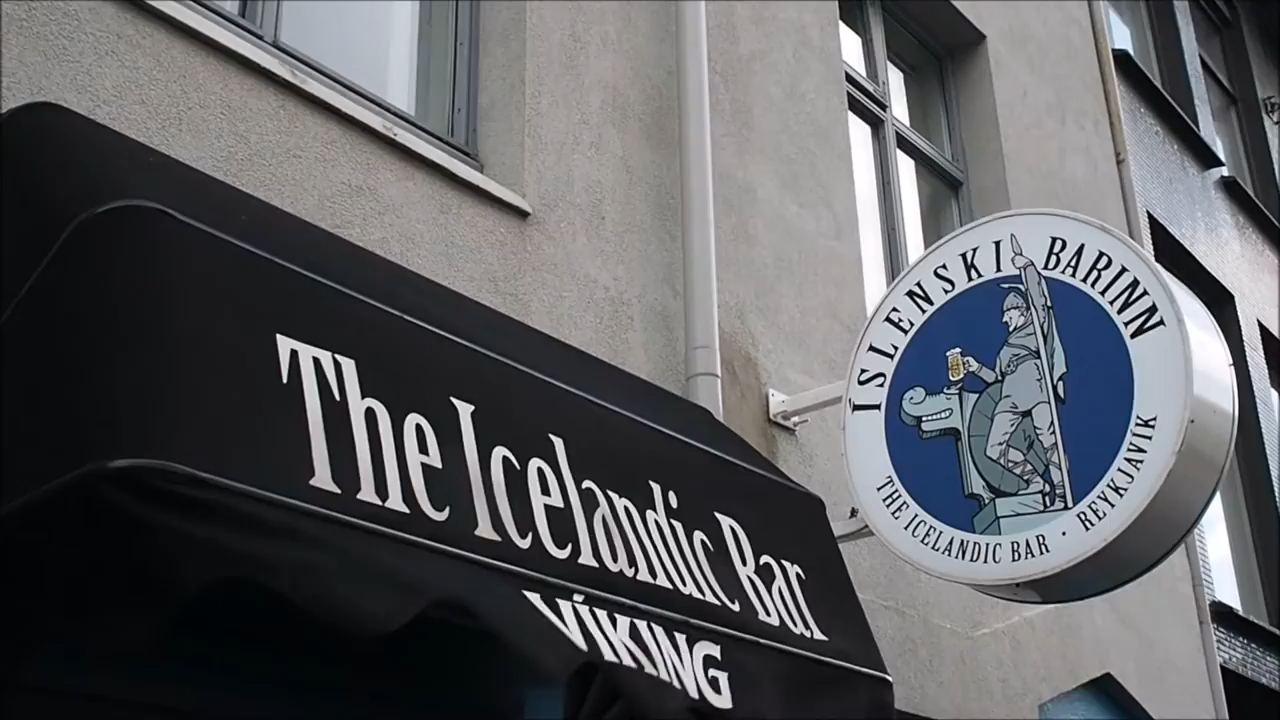 The Icelandic Bar
VÍKING
ÍSLENSKI BARINN
THE ICELANDIC BAR · REYKJAVIK